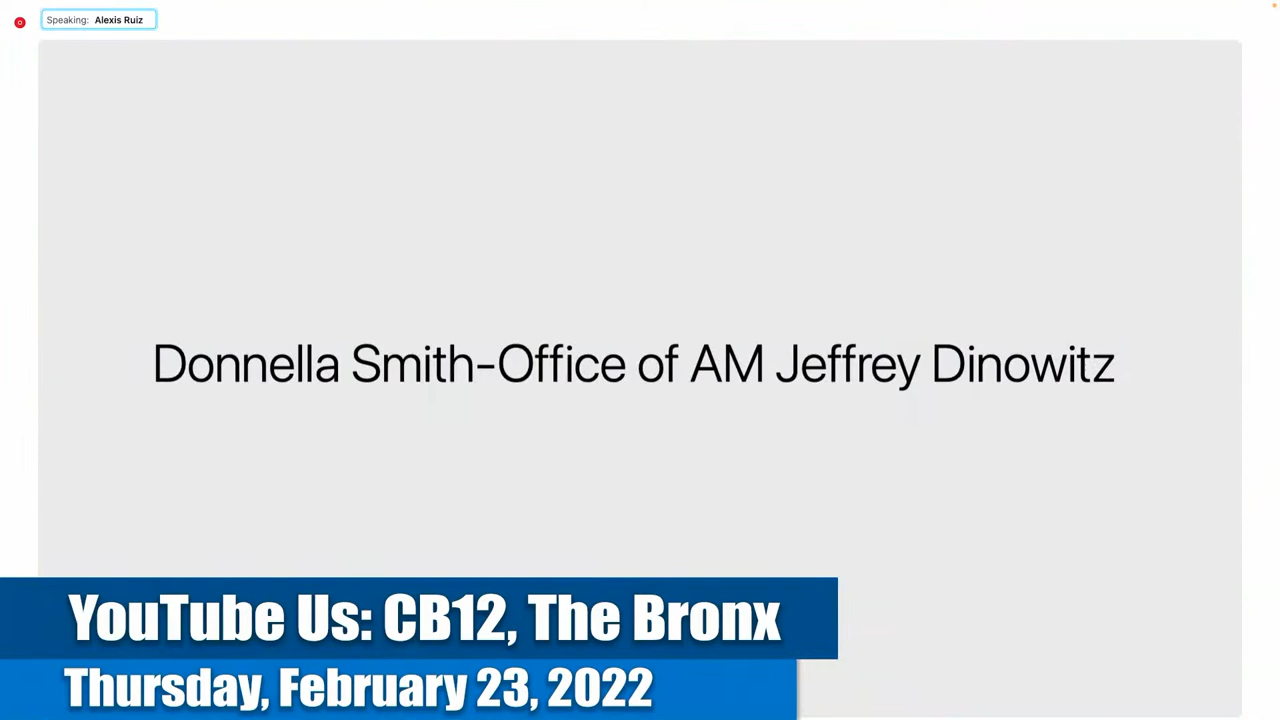 Speaking: Alexis Ruiz
Donnella Smith-Office of AM Jeffrey Dinowitz
YouTube Us: CB12, The Bronx
Thursday, February 23, 2022